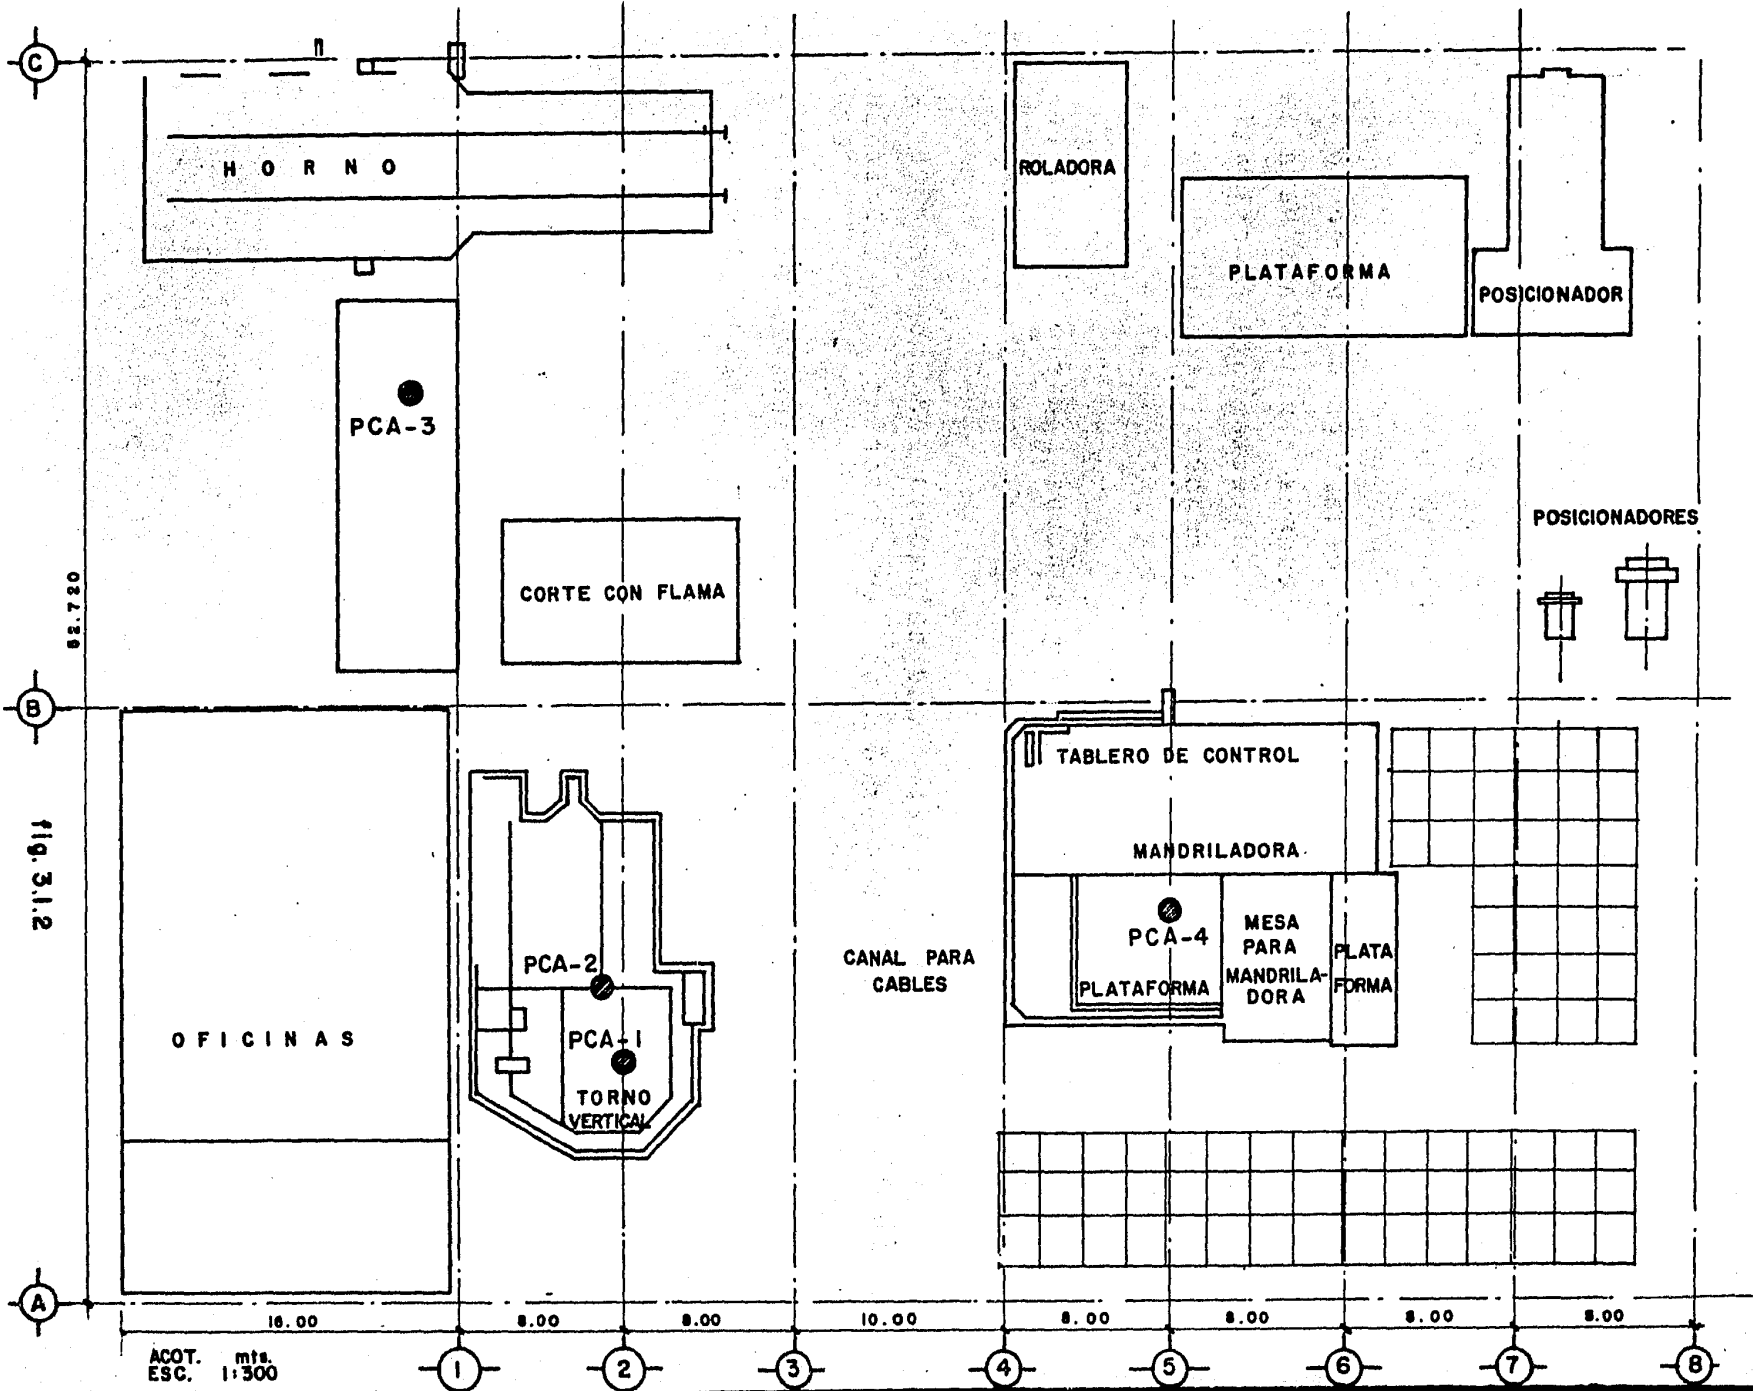 C
HORNO
ROLADORA
PLATAFORMA
POSICIONADOR
PCA-3
POSICIONADORES
CORTE CON FLAMA
52.720
B
TABLERO DE CONTROL
MANDRILADORA
fig. 3.1.2
PCA-4
MESA
PARA
MANDRILA-
DORA
PLATA
FORMA
PLATAFORMA
CANAL PARA
CABLES
PCA-2
OFICINAS
PCA-1
TORNO
VERTICAL
A
16.00 8.00 8.00 10.00 8.00 8.00 8.00 8.00
ACOT. mts.
ESC. 1:300
1 2 3 4 5 6 7 8